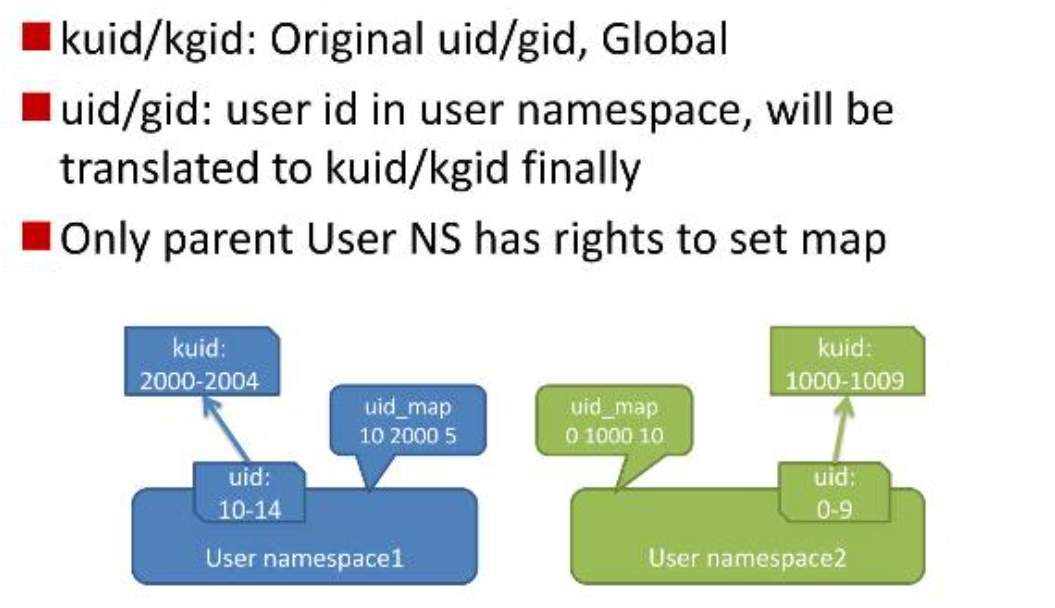 kuid/kgid: Original uid/gid, Global
uid/gid: user id in user namespace, will be
translated to kuid/kgid finally
Only parent User NS has rights to set map
kuid:
2000-2004
uid_map
10 2000 5
uid:
10-14
User namespace1
kuid:
1000-1009
uid_map
0 1000 10
uid:
0-9
User namespace2